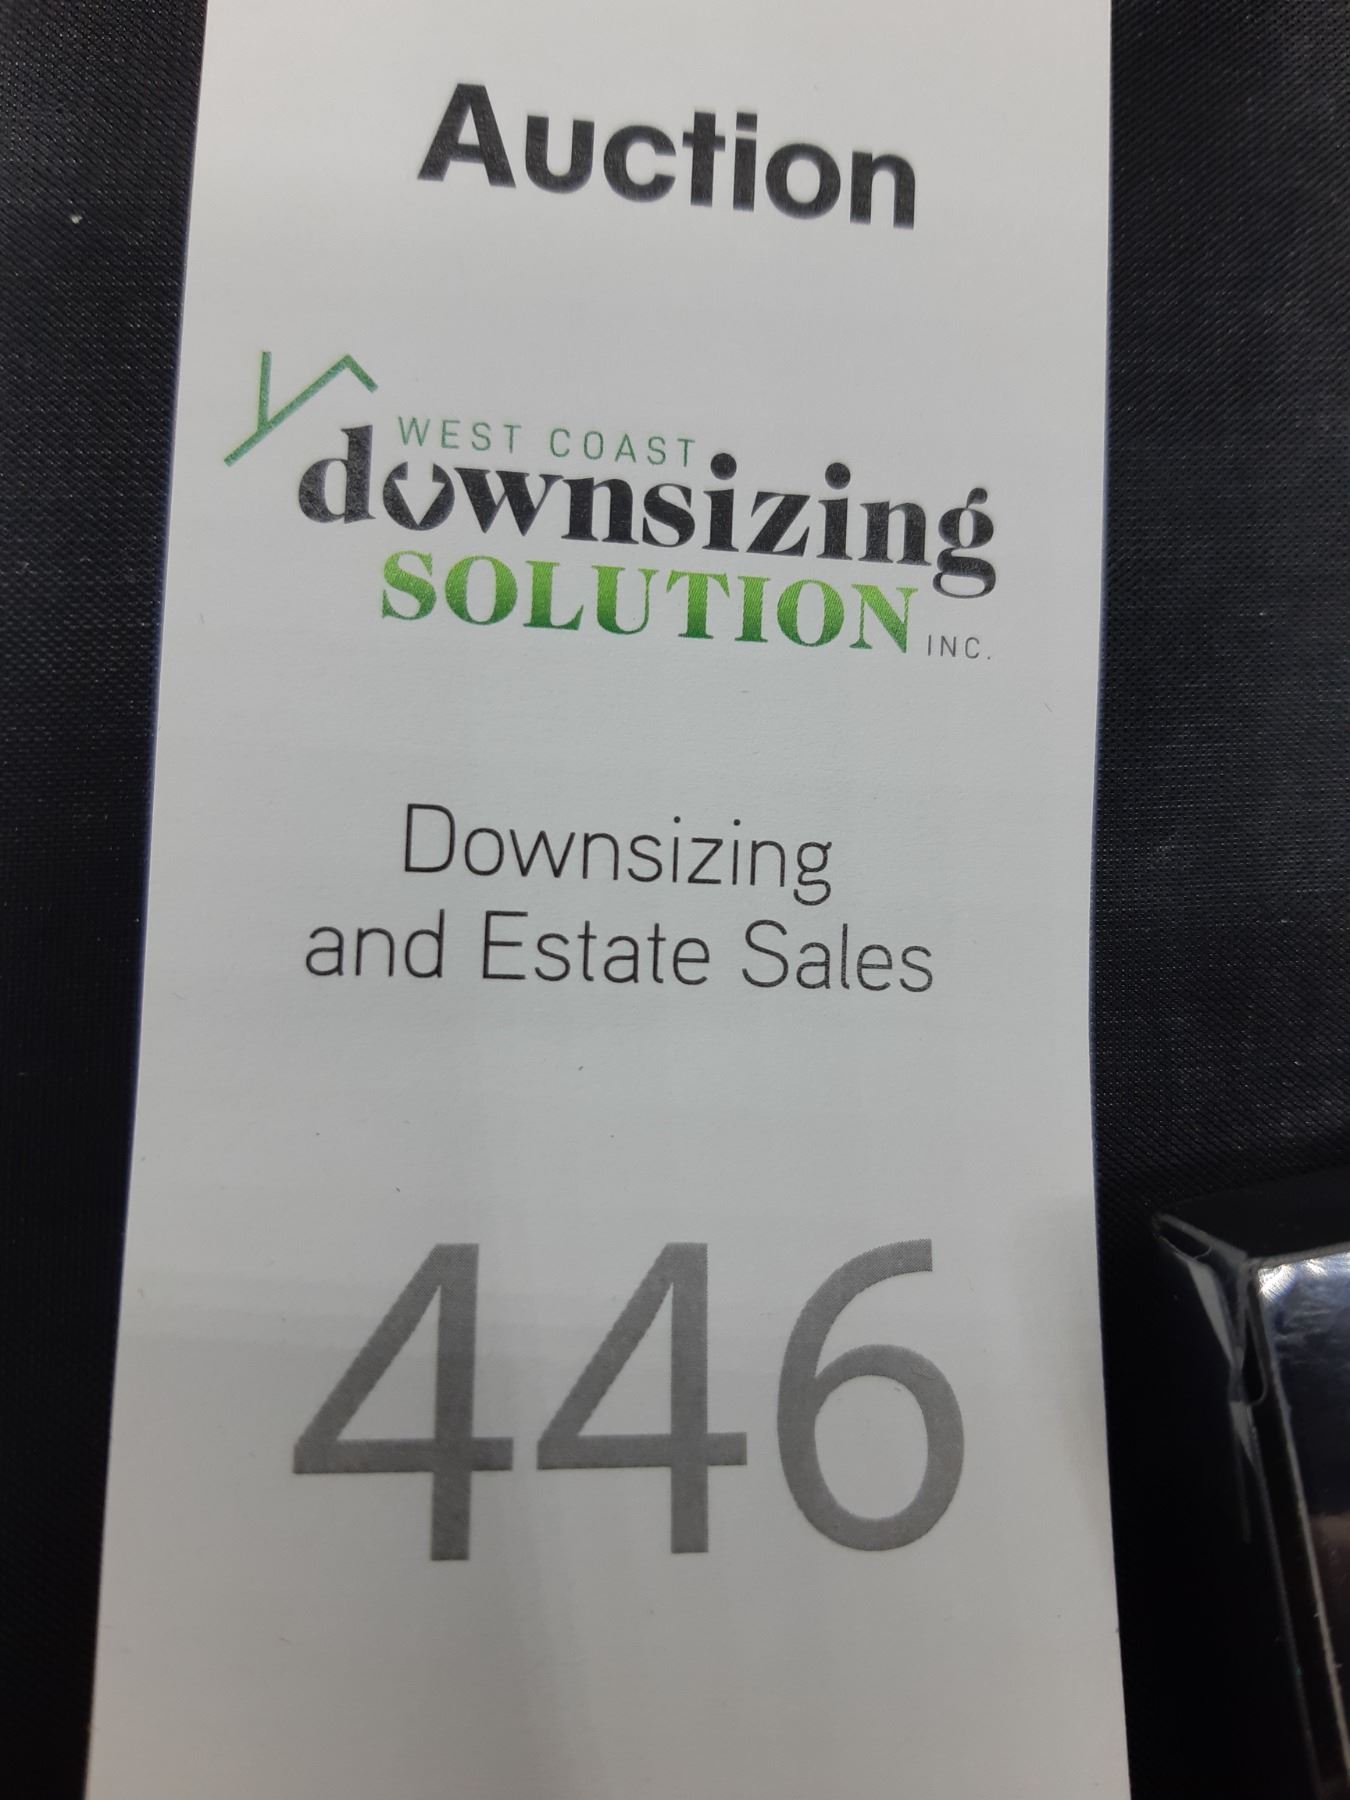 Auction
WEST COAST
downsizing
SOLUTION INC.
Downsizing
and Estate Sales
446